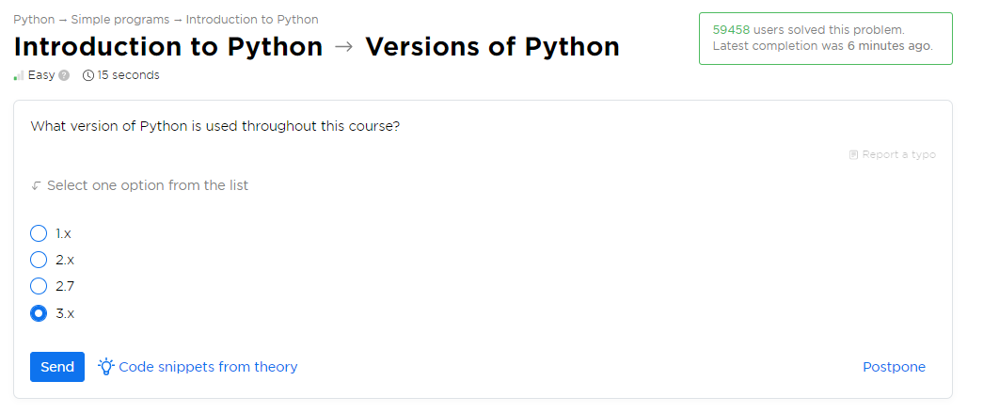 Python → Simple programs → Introduction to Python
Introduction to Python → Versions of Python
59458 users solved this problem.
Latest completion was 6 minutes ago.
Easy ? 15 seconds
What version of Python is used throughout this course?
Report a typo
Select one option from the list
1.x
2.x
2.7
3.x
Send Code snippets from theory Postpone